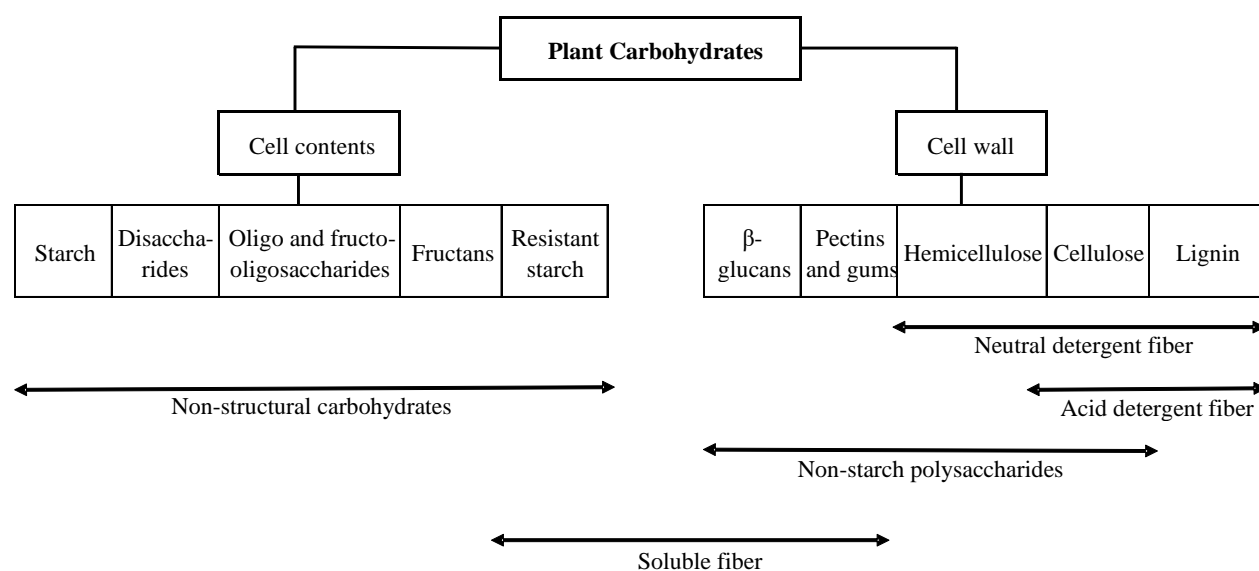 Plant Carbohydrates
Cell contents
Cell wall
Starch
Disaccha-
rides
Oligo and fructo-
oligosaccharides
Fructans
Resistant
starch
β-
glucans
Pectins
and gums
Hemicellulose
Cellulose
Lignin
Neutral detergent fiber
Non-structural carbohydrates
Acid detergent fiber
Non-starch polysaccharides
Soluble fiber